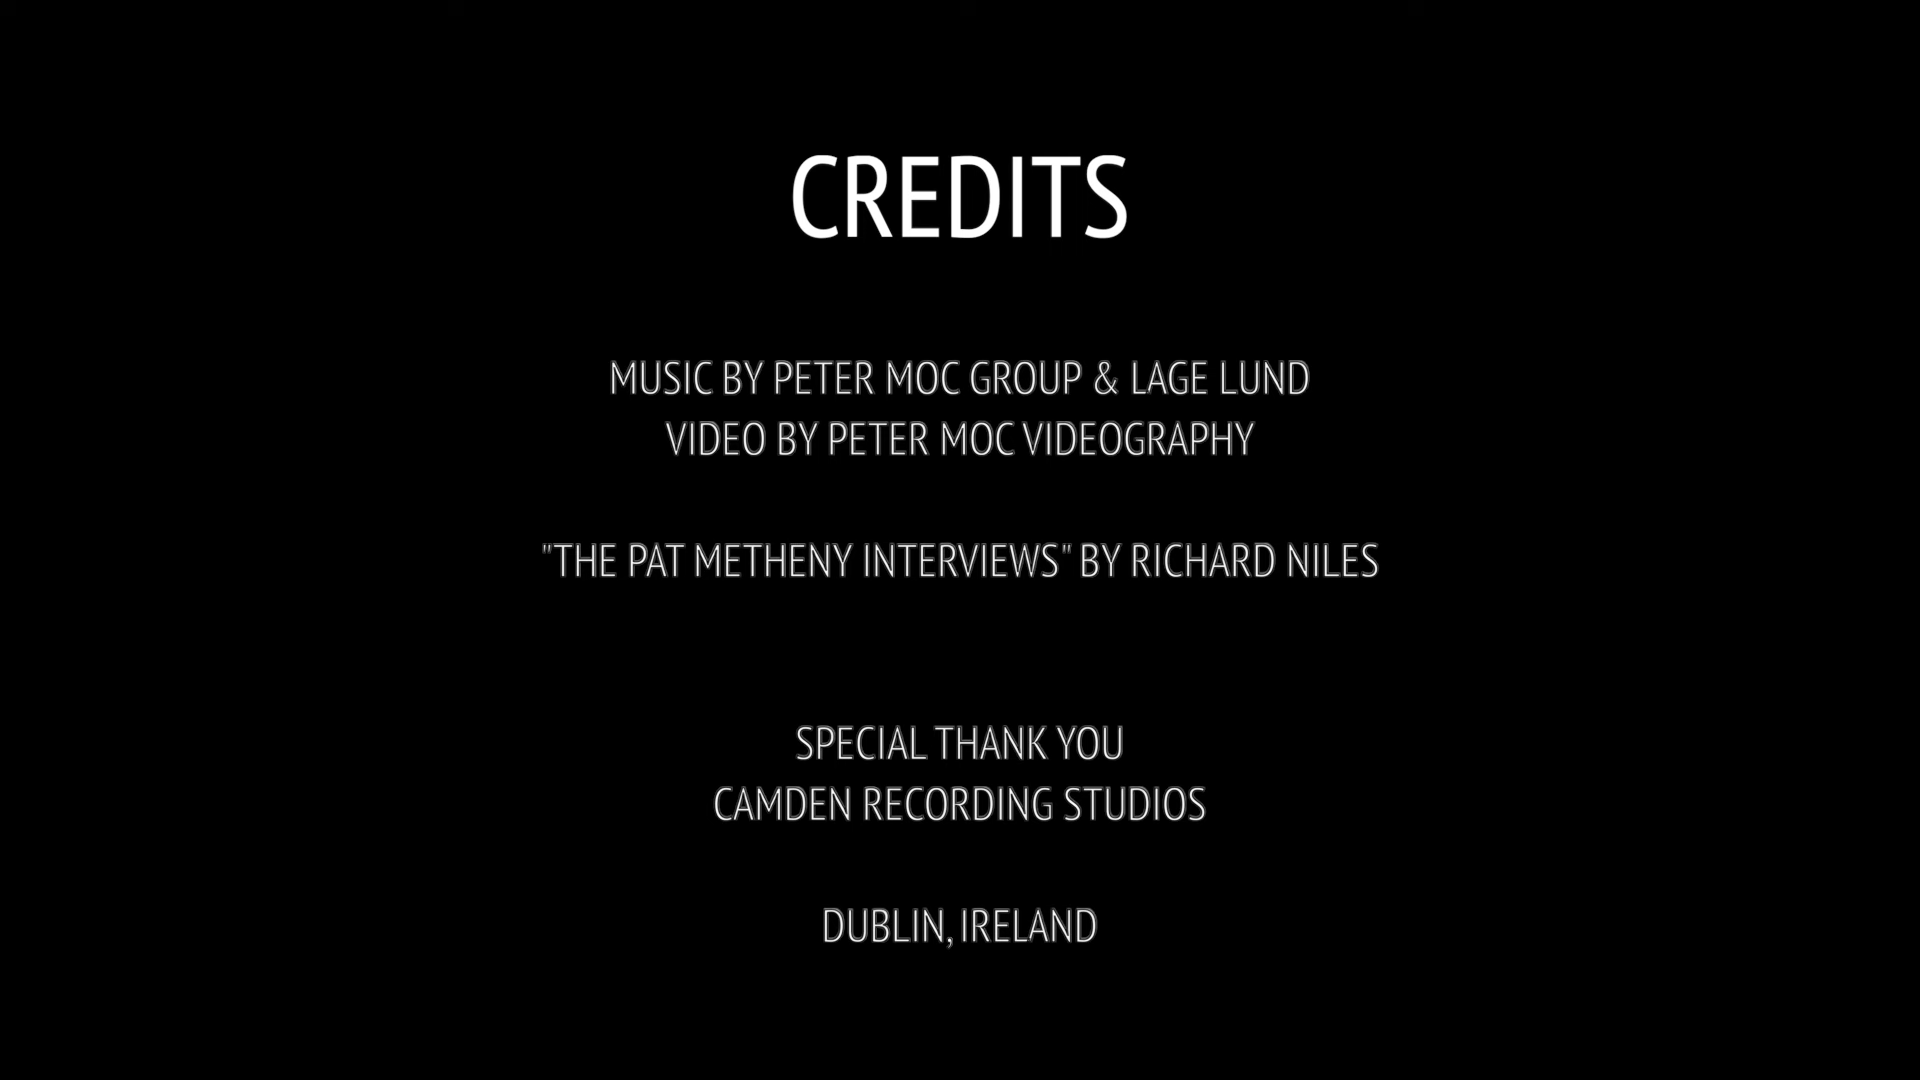 CREDITS
MUSIC BY PETER MOC GROUP & LAGE LUND
VIDEO BY PETER MOC VIDEOGRAPHY
"THE PAT METHENY INTERVIEWS" BY RICHARD NILES
SPECIAL THANK YOU
CAMDEN RECORDING STUDIOS
DUBLIN, IRELAND